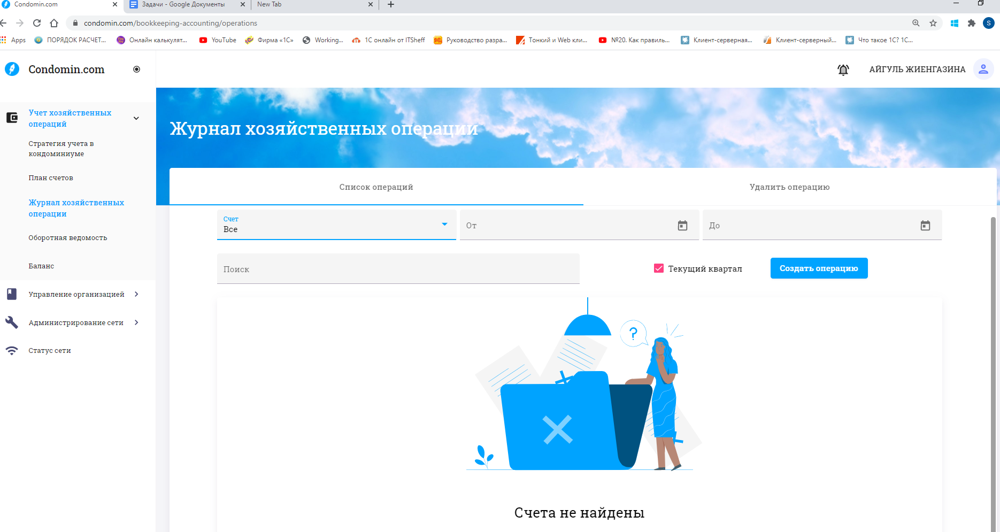 Condomin.com
Задачи - Google Документы
New Tab
condomin.com/bookkeeping-accounting/operations
Apps
ПОРЯДОК РАСЧЕТ...
Онлайн калькулят...
YouTube
Фирма «1С»
Working...
1С онлайн от ITSheff
Руководство разра...
Тонкий и Web кли...
№20. Как правиль...
Клиент-серверная...
Клиент-серверный...
Что такое 1С? 1С...
S
Condomin.com
АЙГУЛЬ ЖИЕНГАЗИНА
Учет хозяйственных
операций
Стратегия учета в
кондоминиуме
План счетов
Журнал хозяйственных
операции
Оборотная ведомость
Баланс
Управление организацией
Администрирование сети
Статус сети
Журнал хозяйственных операции
Список операций
Удалить операцию
Счет
Все
От
До
Поиск
Текущий квартал
Создать операцию
?
Счета не найдены